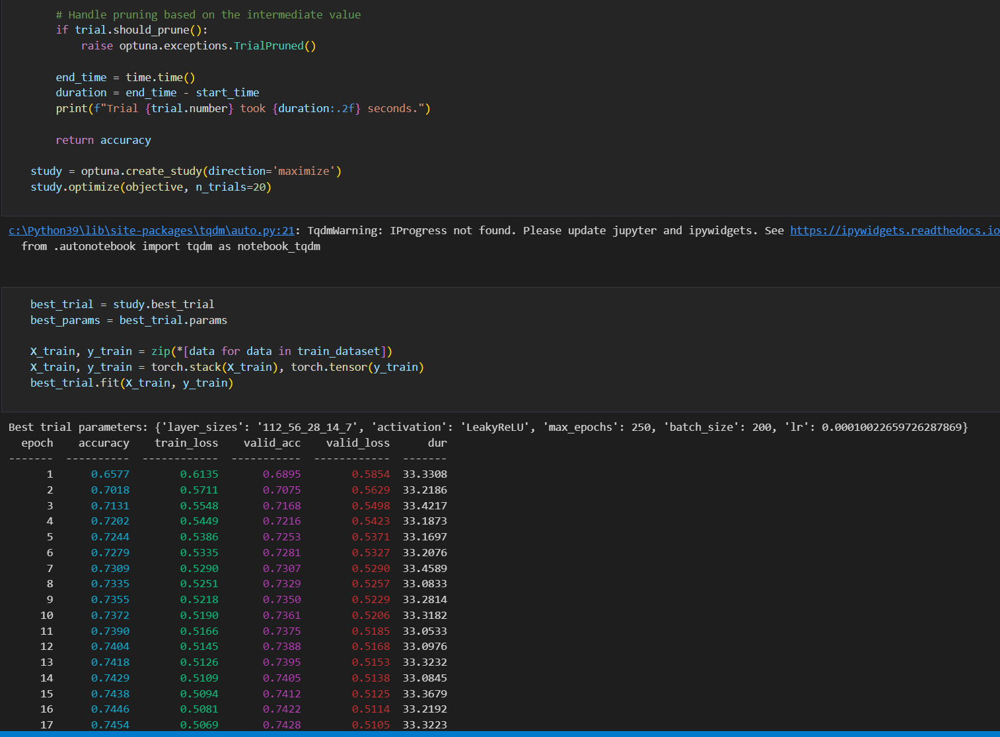 # Handle pruning based on the intermediate value
if trial.should_prune():
raise optuna.exceptions.TrialPruned()
end_time = time.time()
duration = end_time - start_time
print(f"Trial {trial.number} took {duration:.2f} seconds.")
return accuracy
study = optuna.create_study(direction='maximize')
study.optimize(objective, n_trials=20)
c:\Python39\lib\site-packages\tqdm\auto.py:21: TqdmWarning: IProgress not found. Please update jupyter and ipywidgets. See https://ipywidgets.readthedocs.io
from .autonotebook import tqdm as notebook_tqdm
best_trial = study.best_trial
best_params = best_trial.params
X_train, y_train = zip(*[data for data in train_dataset])
X_train, y_train = torch.stack(X_train), torch.tensor(y_train)
best_trial.fit(X_train, y_train)
Best trial parameters: {'layer_sizes': '112_56_28_14_7', 'activation': 'LeakyReLU', 'max_epochs': 250, 'batch_size': 200, 'lr': 0.00010022659726287869}
epoch accuracy train_loss valid_acc valid_loss dur
------- ---------- ------------ ----------- ------------ -------
1 0.6577 0.6135 0.6895 0.5854 33.3308
2 0.7018 0.5711 0.7075 0.5629 33.2186
3 0.7131 0.5548 0.7168 0.5498 33.4217
4 0.7202 0.5449 0.7216 0.5423 33.1873
5 0.7244 0.5386 0.7253 0.5371 33.1697
6 0.7279 0.5335 0.7281 0.5327 33.2076
7 0.7309 0.5290 0.7307 0.5290 33.4589
8 0.7335 0.5251 0.7329 0.5257 33.0833
9 0.7355 0.5218 0.7350 0.5229 33.2814
10 0.7372 0.5190 0.7361 0.5206 33.3182
11 0.7390 0.5166 0.7375 0.5185 33.0533
12 0.7404 0.5145 0.7388 0.5168 33.0976
13 0.7418 0.5126 0.7395 0.5153 33.3232
14 0.7429 0.5109 0.7405 0.5138 33.0845
15 0.7438 0.5094 0.7412 0.5125 33.3679
16 0.7446 0.5081 0.7422 0.5114 33.2192
17 0.7454 0.5069 0.7428 0.5105 33.3223